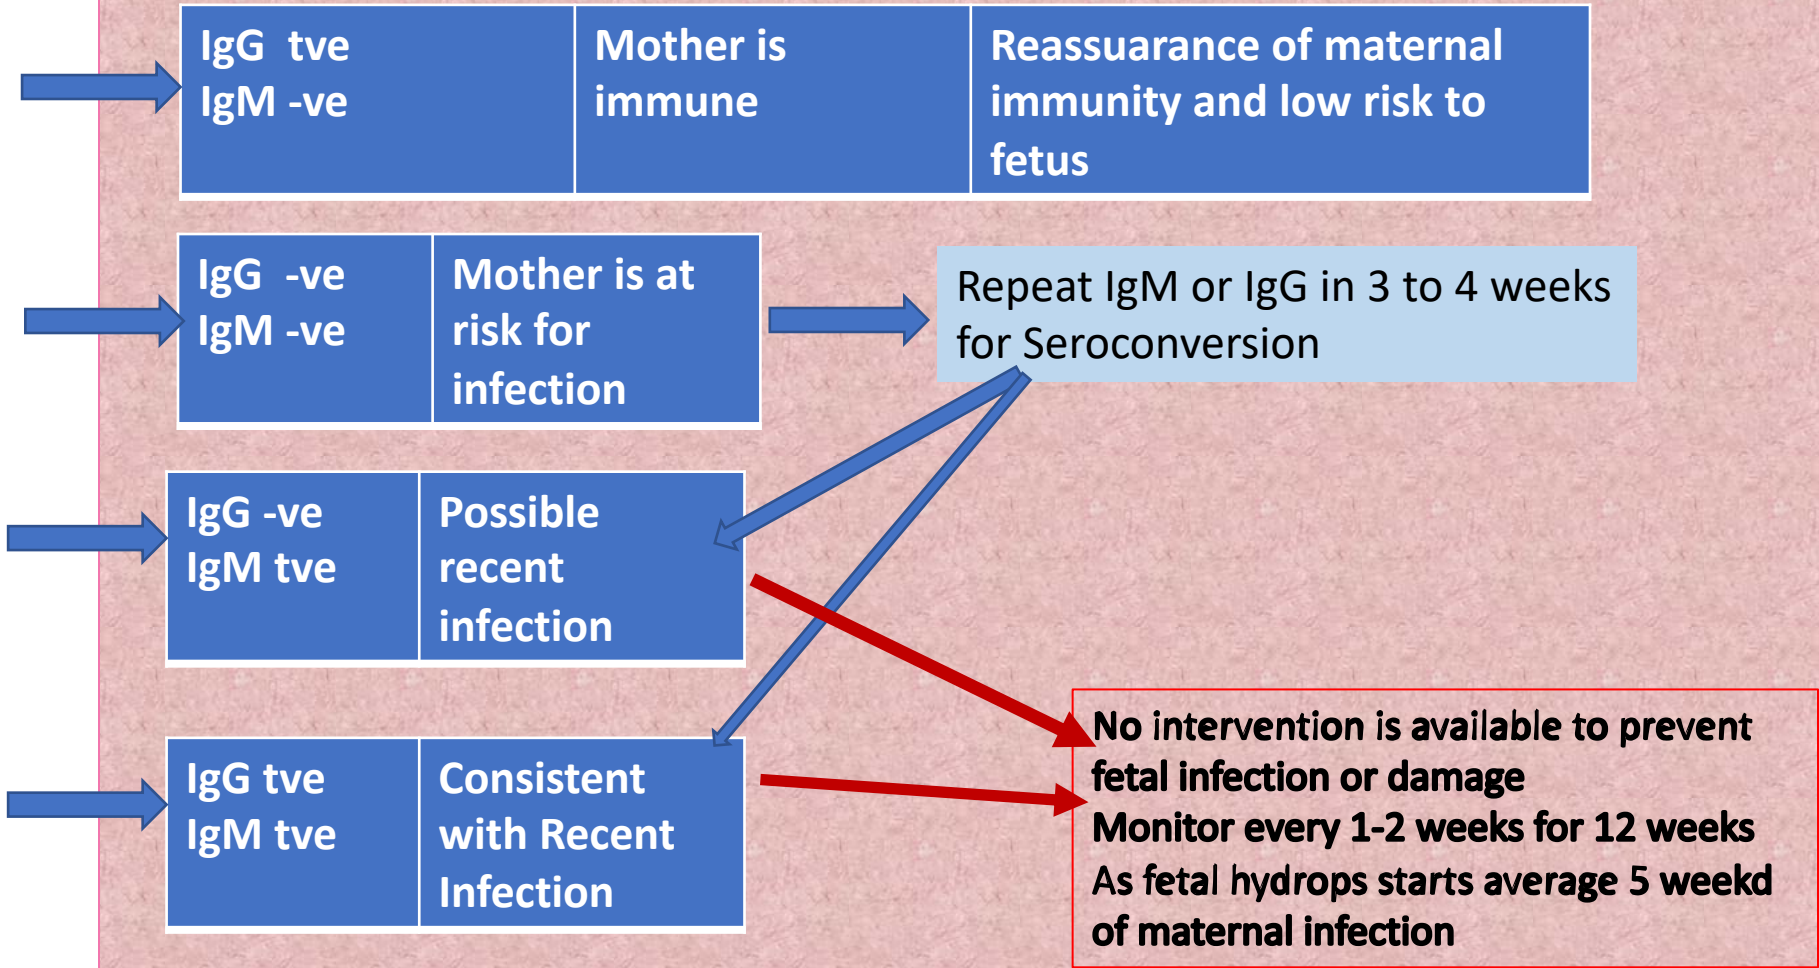 IgG tve
IgM -ve
Mother is
immune
Reassuarance of maternal
immunity and low risk to
fetus
IgG -ve
IgM -ve
Mother is at
risk for
infection
Repeat IgM or IgG in 3 to 4 weeks
for Seroconversion
IgG -ve
IgM tve
Possible
recent
infection
IgG tve
IgM tve
Consistent
with Recent
Infection
No intervention is available to prevent
fetal infection or damage
Monitor every 1-2 weeks for 12 weeks
As fetal hydrops starts average 5 weekd
of maternal infection